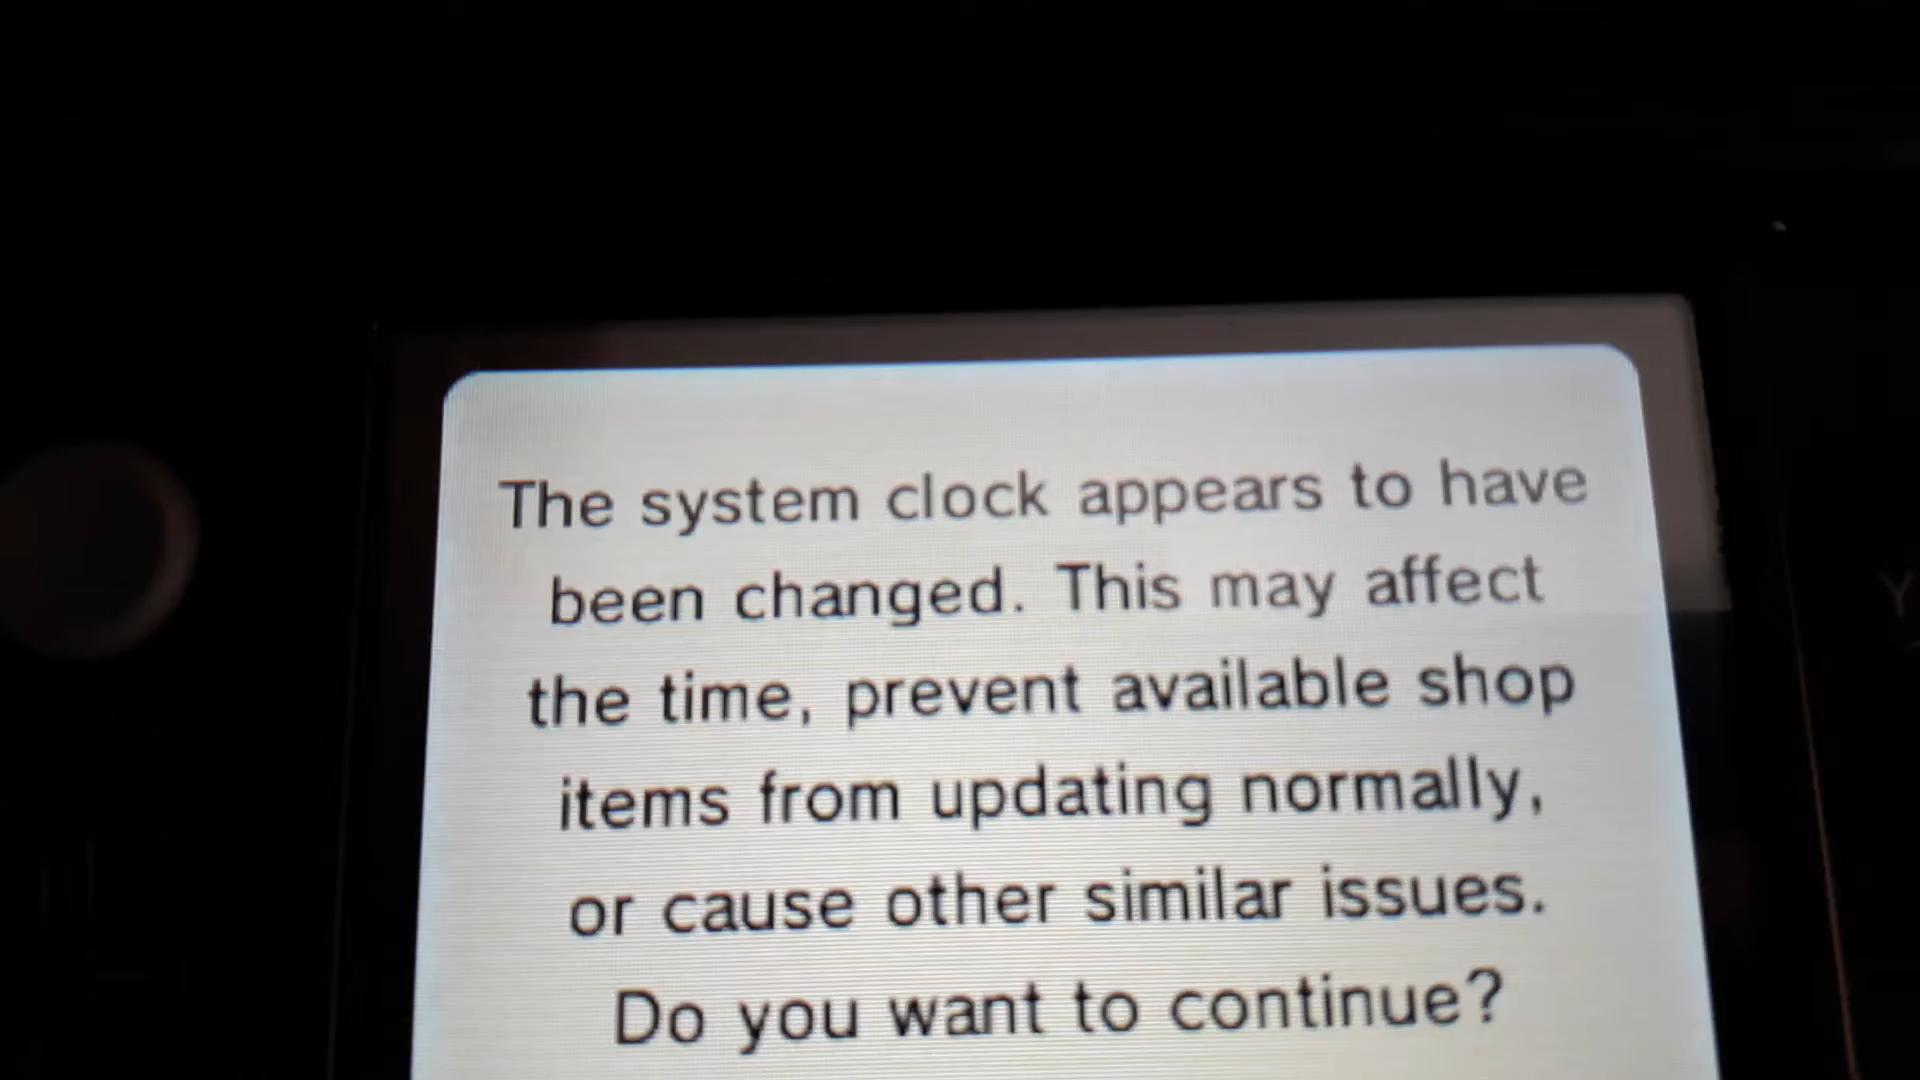 The system clock appears to have
been changed. This may affect
the time, prevent available shop
items from updating normally,
or cause other similar issues.
Do you want to continue?
Y